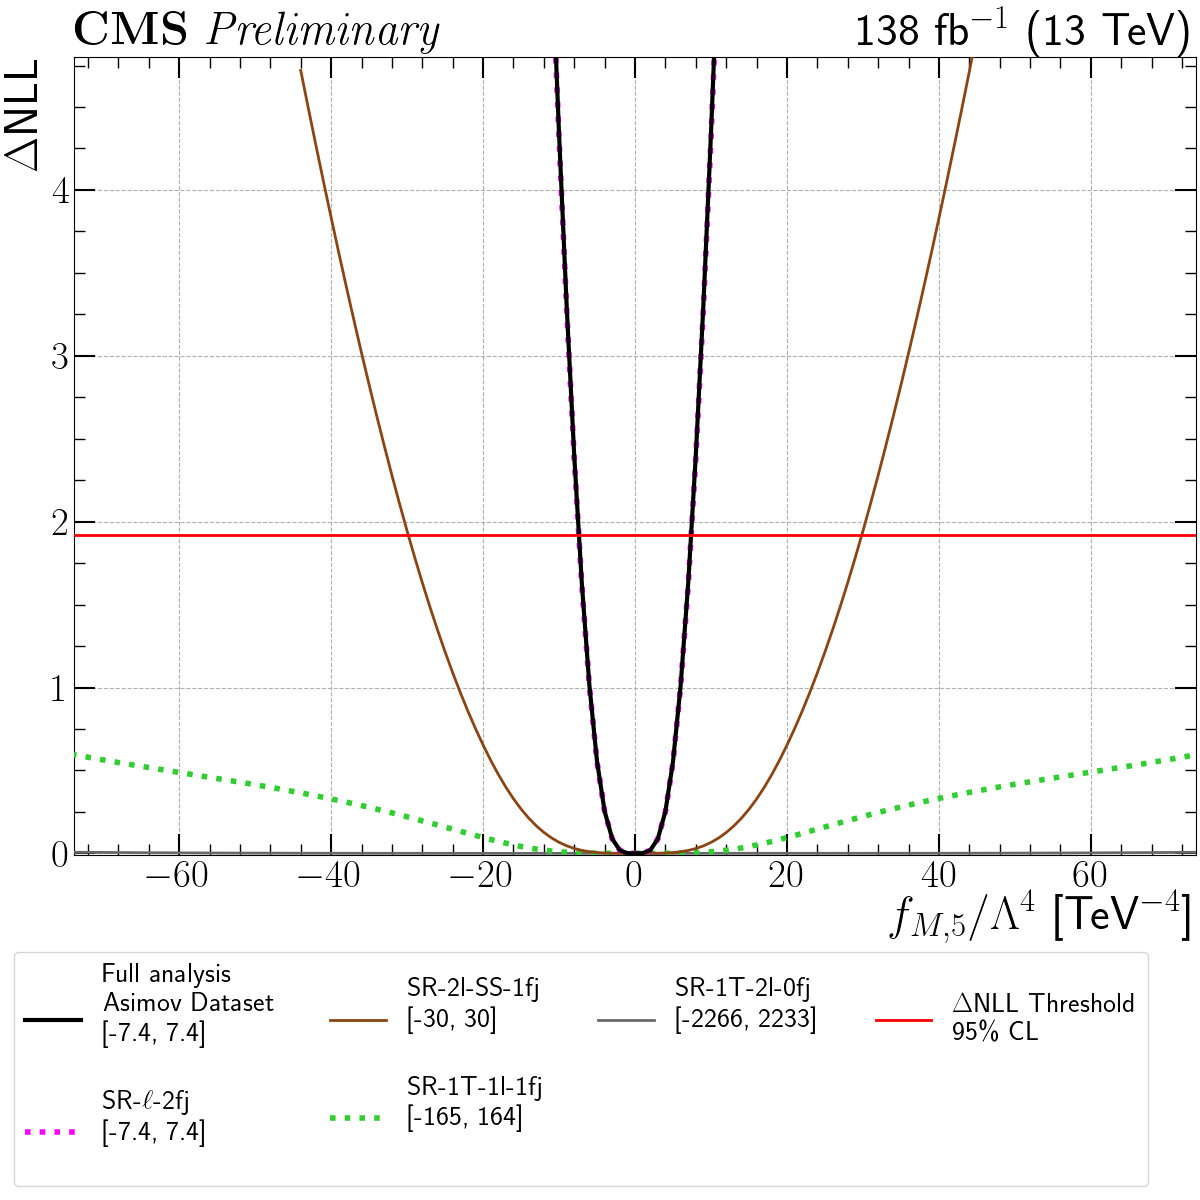 CMS Preliminary 138 fb⁻¹ (13 TeV)
ΔNLL
4
3
2
1
0
−60 −40 −20 0 20 40 60
f_{M,5}/Λ⁴ [TeV⁻⁴]
Full analysis
Asimov Dataset
[-7.4, 7.4]
SR-ℓ-2fj
[-7.4, 7.4]
SR-2l-SS-1fj
[-30, 30]
SR-1T-1l-1fj
[-165, 164]
SR-1T-2l-0fj
[-2266, 2233]
ΔNLL Threshold
95% CL